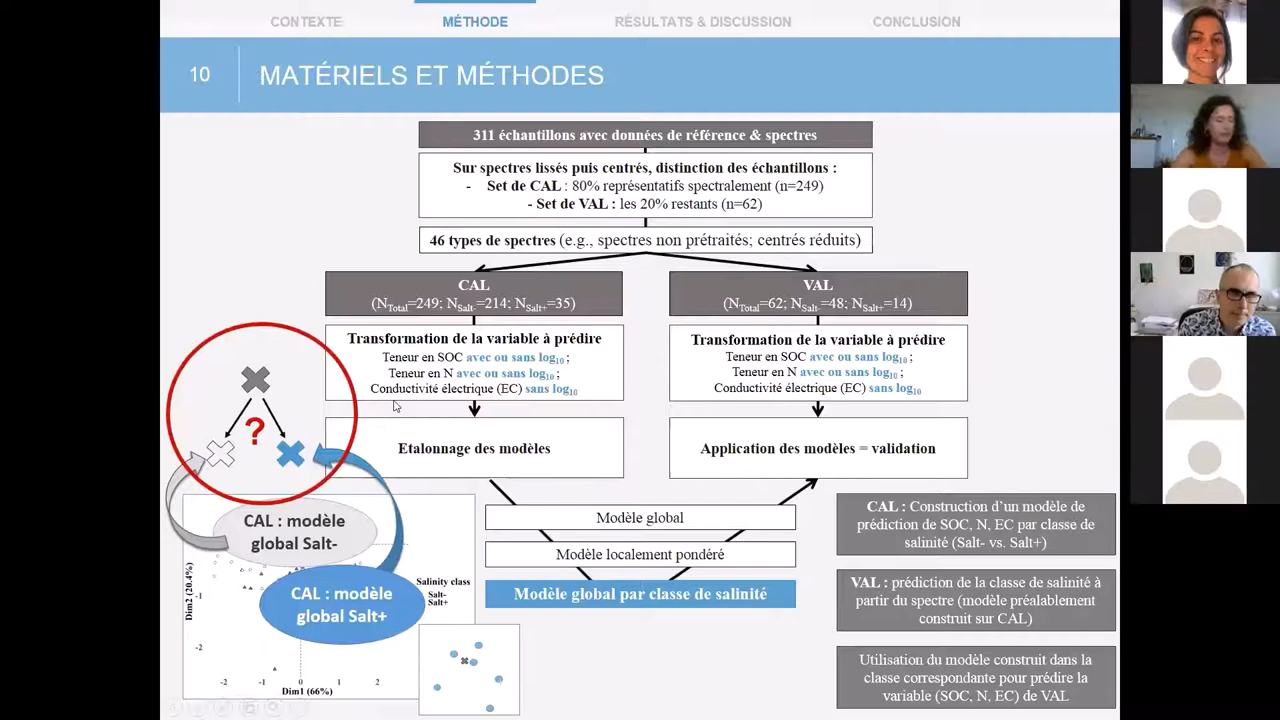 CONTEXTE
MÉTHODE
RÉSULTATS & DISCUSSION
CONCLUSION
10
MATÉRIELS ET MÉTHODES
311 échantillons avec données de référence & spectres
Sur spectres lissés puis centrés, distinction des échantillons :
- Set de CAL : 80% représentatifs spectralement (n=249)
- Set de VAL : les 20% restants (n=62)
46 types de spectres (e.g., spectres non prétraités; centrés réduits)
CAL
(NTotal=249; NSalt-=214; NSalt+=35)
VAL
(NTotal=62; NSalt-=48; NSalt+=14)
Transformation de la variable à prédire
Teneur en SOC avec ou sans log10 ;
Teneur en N avec ou sans log10 ;
Conductivité électrique (EC) sans log10
Transformation de la variable à prédire
Teneur en SOC avec ou sans log10 ;
Teneur en N avec ou sans log10 ;
Conductivité électrique (EC) sans log10
?
Etalonnage des modèles
Application des modèles = validation
Modèle global
Modèle localement pondéré
Modèle global par classe de salinité
CAL : modèle
global Salt-
CAL : modèle
global Salt+
Salinity class
Salt-
Salt+
Dim2 (20.4%)
-1
-2
-2
-1
0
1
2
Dim1 (66%)
CAL : Construction d'un modèle de
prédiction de SOC, N, EC par classe de
salinité (Salt- vs. Salt+)
VAL : prédiction de la classe de salinité à
partir du spectre (modèle préalablement
construit sur CAL)
Utilisation du modèle construit dans la
classe correspondante pour prédire la
variable (SOC, N, EC) de VAL